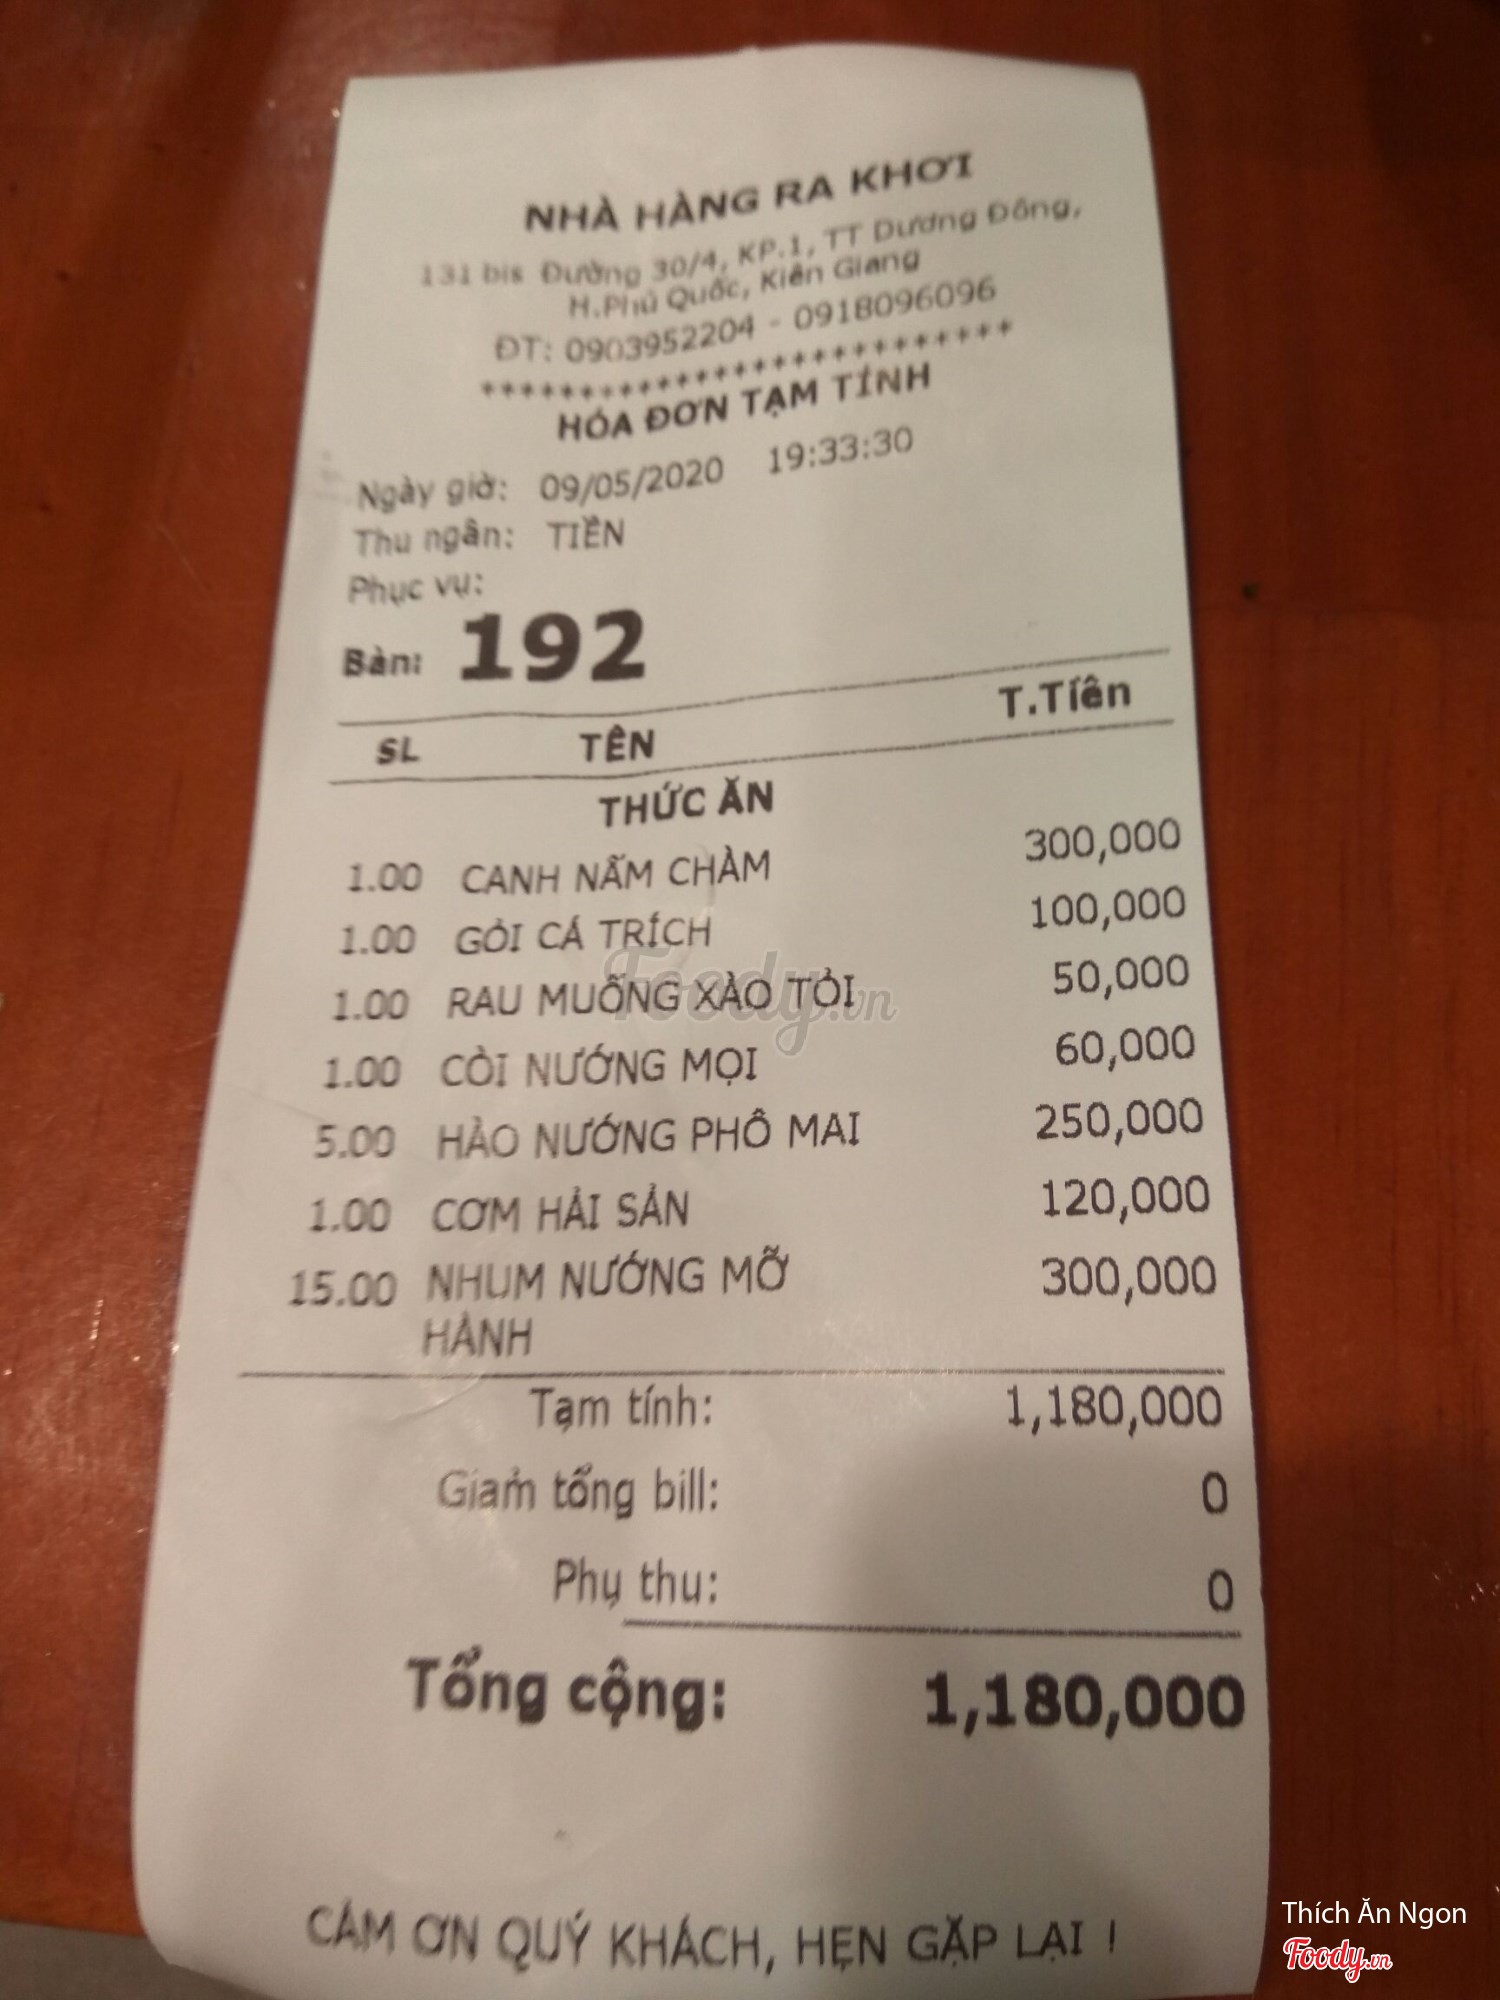 NHÀ HÀNG RA KHƠI
131 bis Đường 30/4, KP.1, TT Dương Đông,
H.Phú Quốc, Kiên Giang
ĐT: 0903952204 - 0918096096
***************************
HÓA ĐƠN TẠM TÍNH
Ngày giờ: 09/05/2020 19:33:30
Thu ngân: TIỀN
Phục vụ:
Bàn: 192
SL TÊN T.Tiền
THỨC ĂN
1.00 CANH NẤM CHÀM 300,000
1.00 GỎI CÁ TRÍCH 100,000
1.00 RAU MUỐNG XÀO TỎI 50,000
1.00 CÒI NƯỚNG MỌI 60,000
5.00 HÀO NƯỚNG PHÔ MAI 250,000
1.00 CƠM HẢI SẢN 120,000
15.00 NHUM NƯỚNG MỠ 300,000
HÀNH
Tạm tính: 1,180,000
Giảm tổng bill: 0
Phụ thu: 0
Tổng cộng: 1,180,000
CÁM ƠN QUÝ KHÁCH, HẸN GẶP LẠI !
Foody.vn
Thích Ăn Ngon
Foody.vn